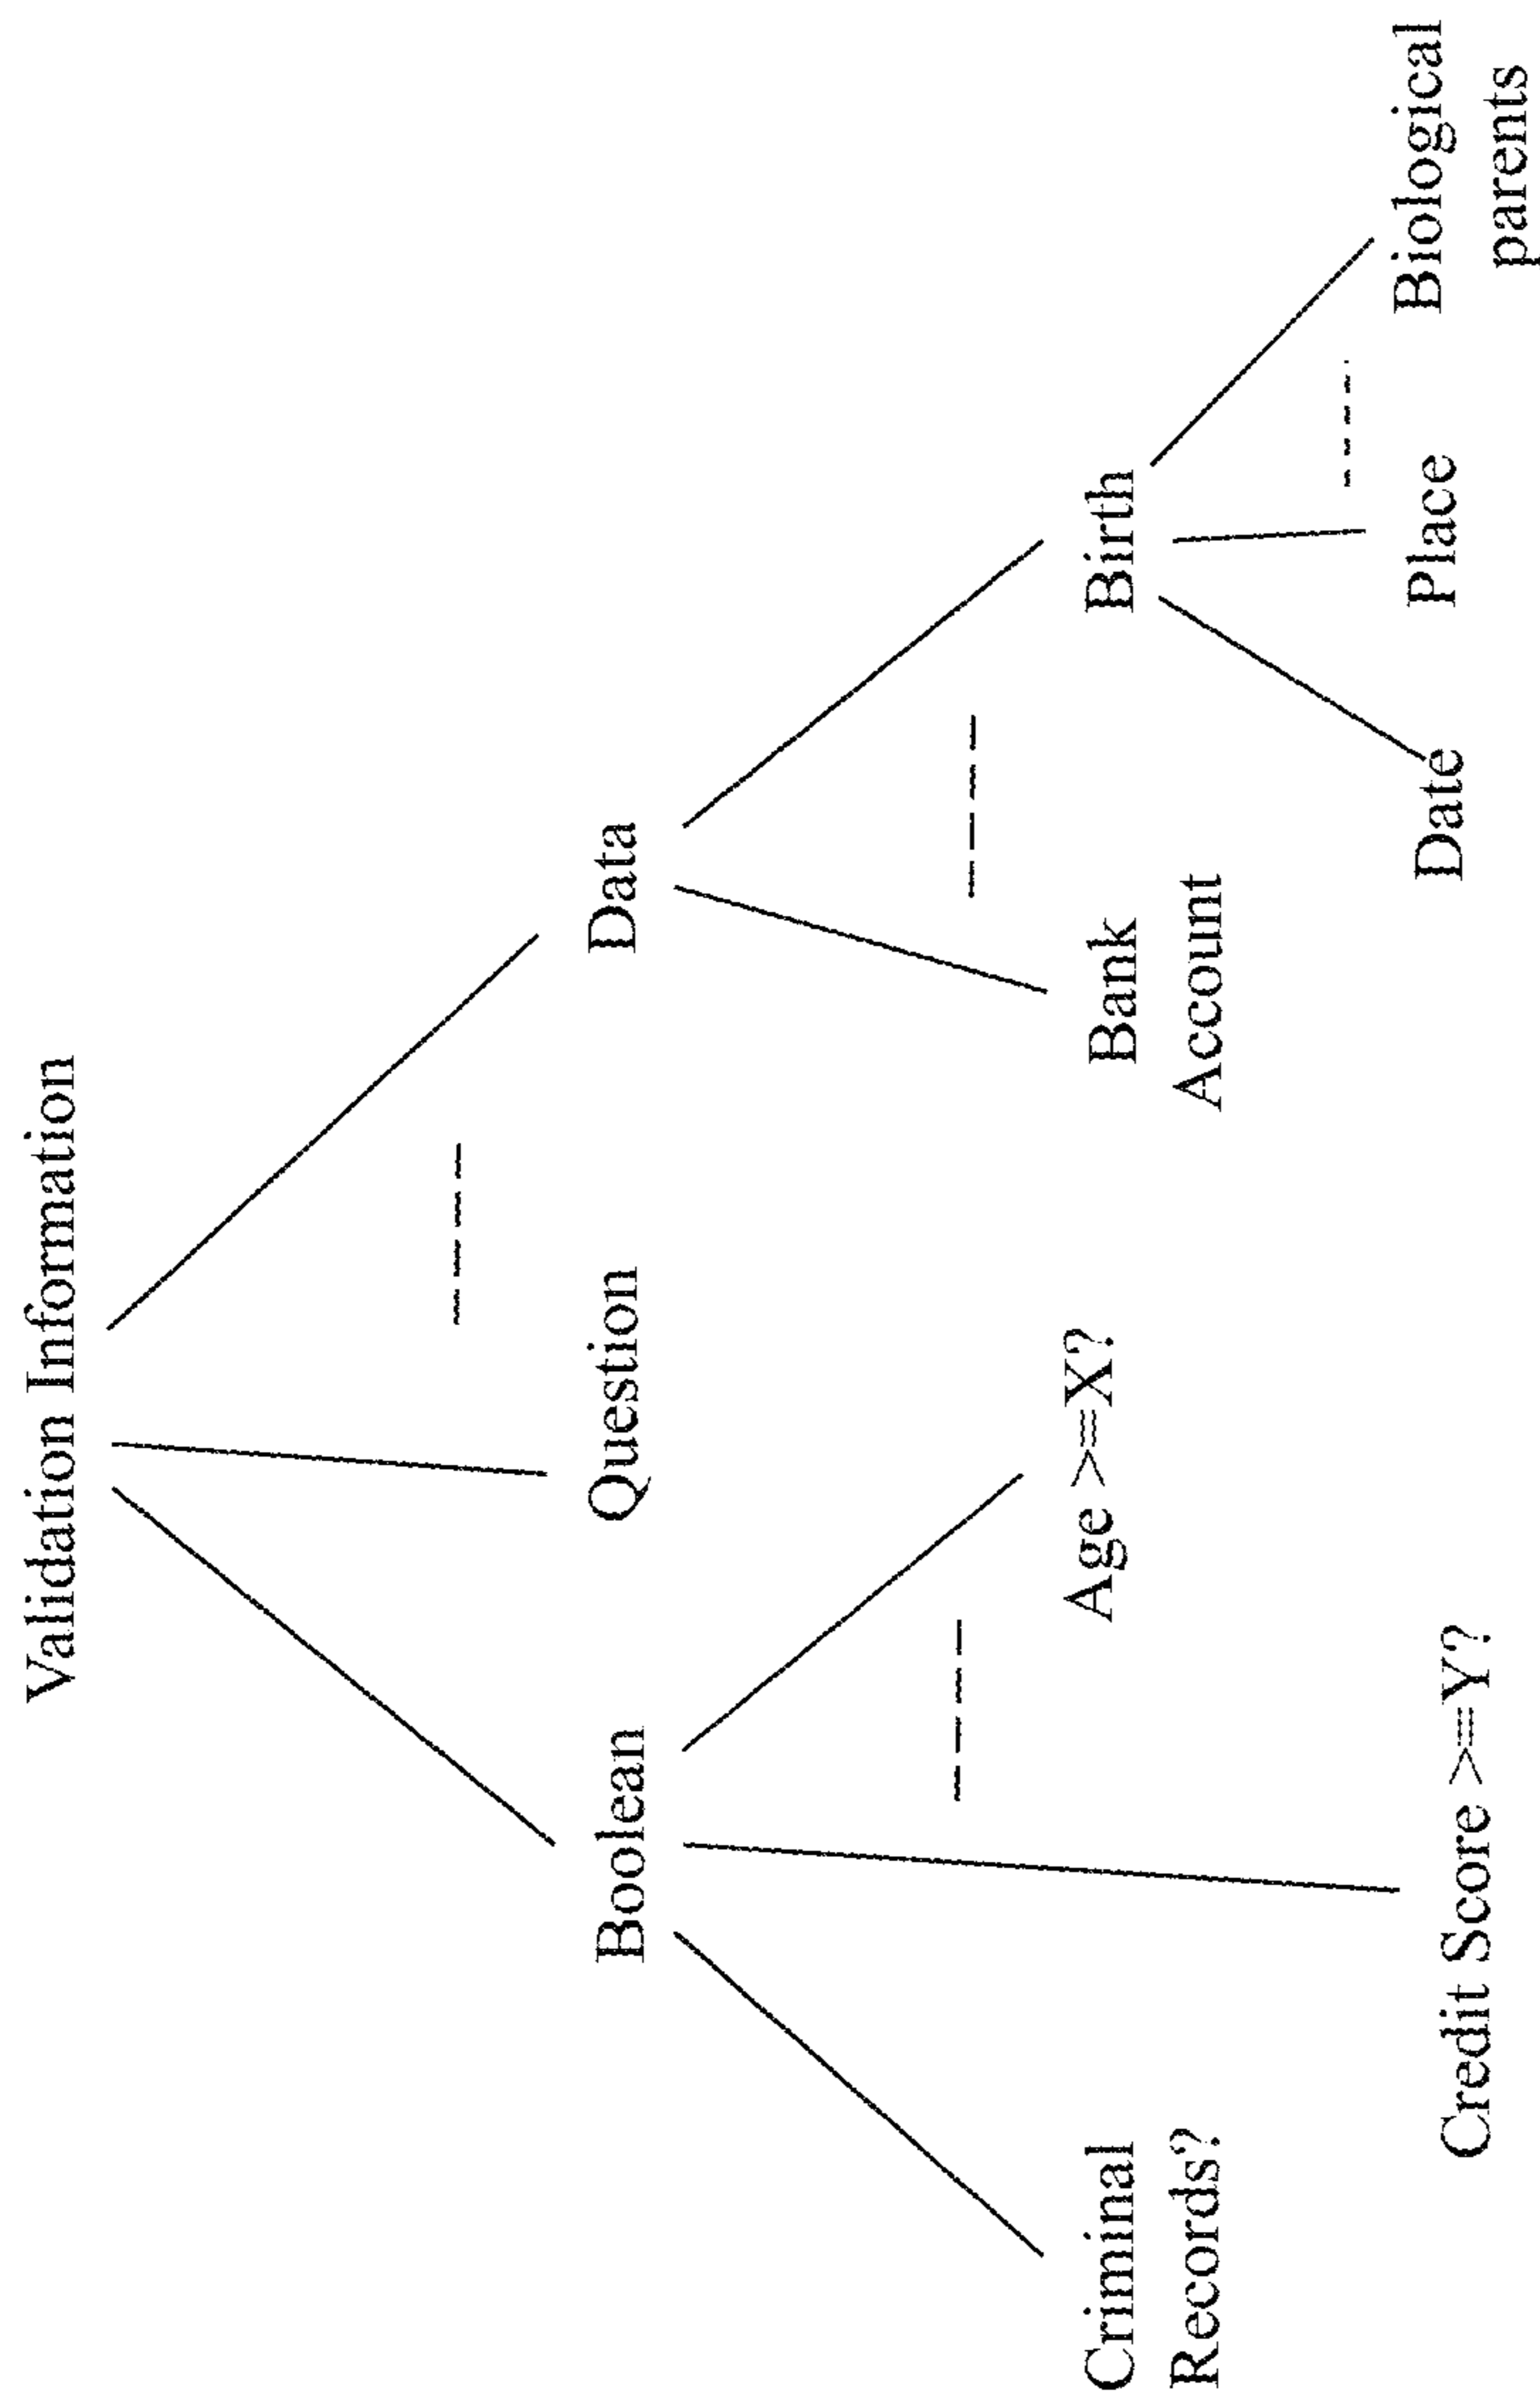 Validation Information
Boolean
Question
Data
Criminal
Records?
Age >=X?
Bank
Account
Birth
Credit Score >=Y?
Date
Place
Biological
parents